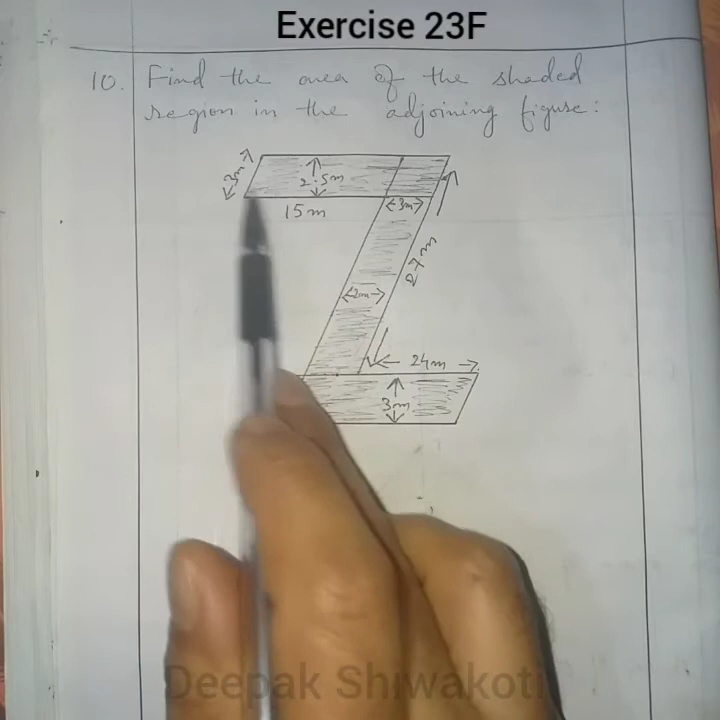 Exercise 23F
10. Find the area of the shaded
region in the adjoining figure:
3m
2.5m
15m
3m
27m
2m
24m
3m
Deepak Shiwakoti